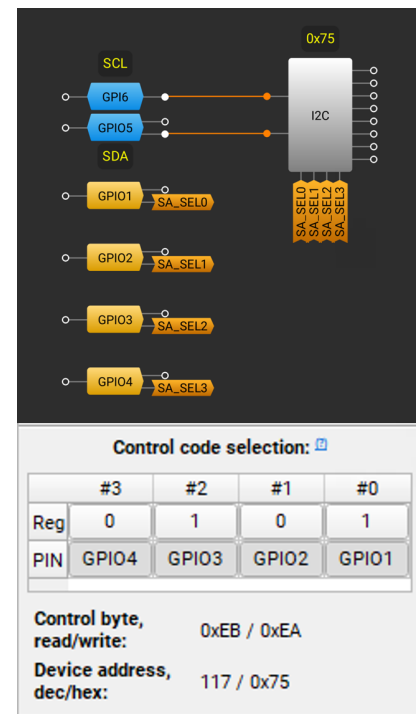 0x75
SCL
GPI6
I2C
GPIO5
SDA
GPIO1
SA_SEL0
SA_SEL0
SA_SEL1
SA_SEL2
SA_SEL3
GPIO2
SA_SEL1
GPIO3
SA_SEL2
GPIO4
SA_SEL3
Control code selection: [?]
#3 #2 #1 #0
Reg 0 1 0 1
PIN GPIO4 GPIO3 GPIO2 GPIO1
Control byte,
read/write: 0xEB / 0xEA
Device address,
dec/hex: 117 / 0x75